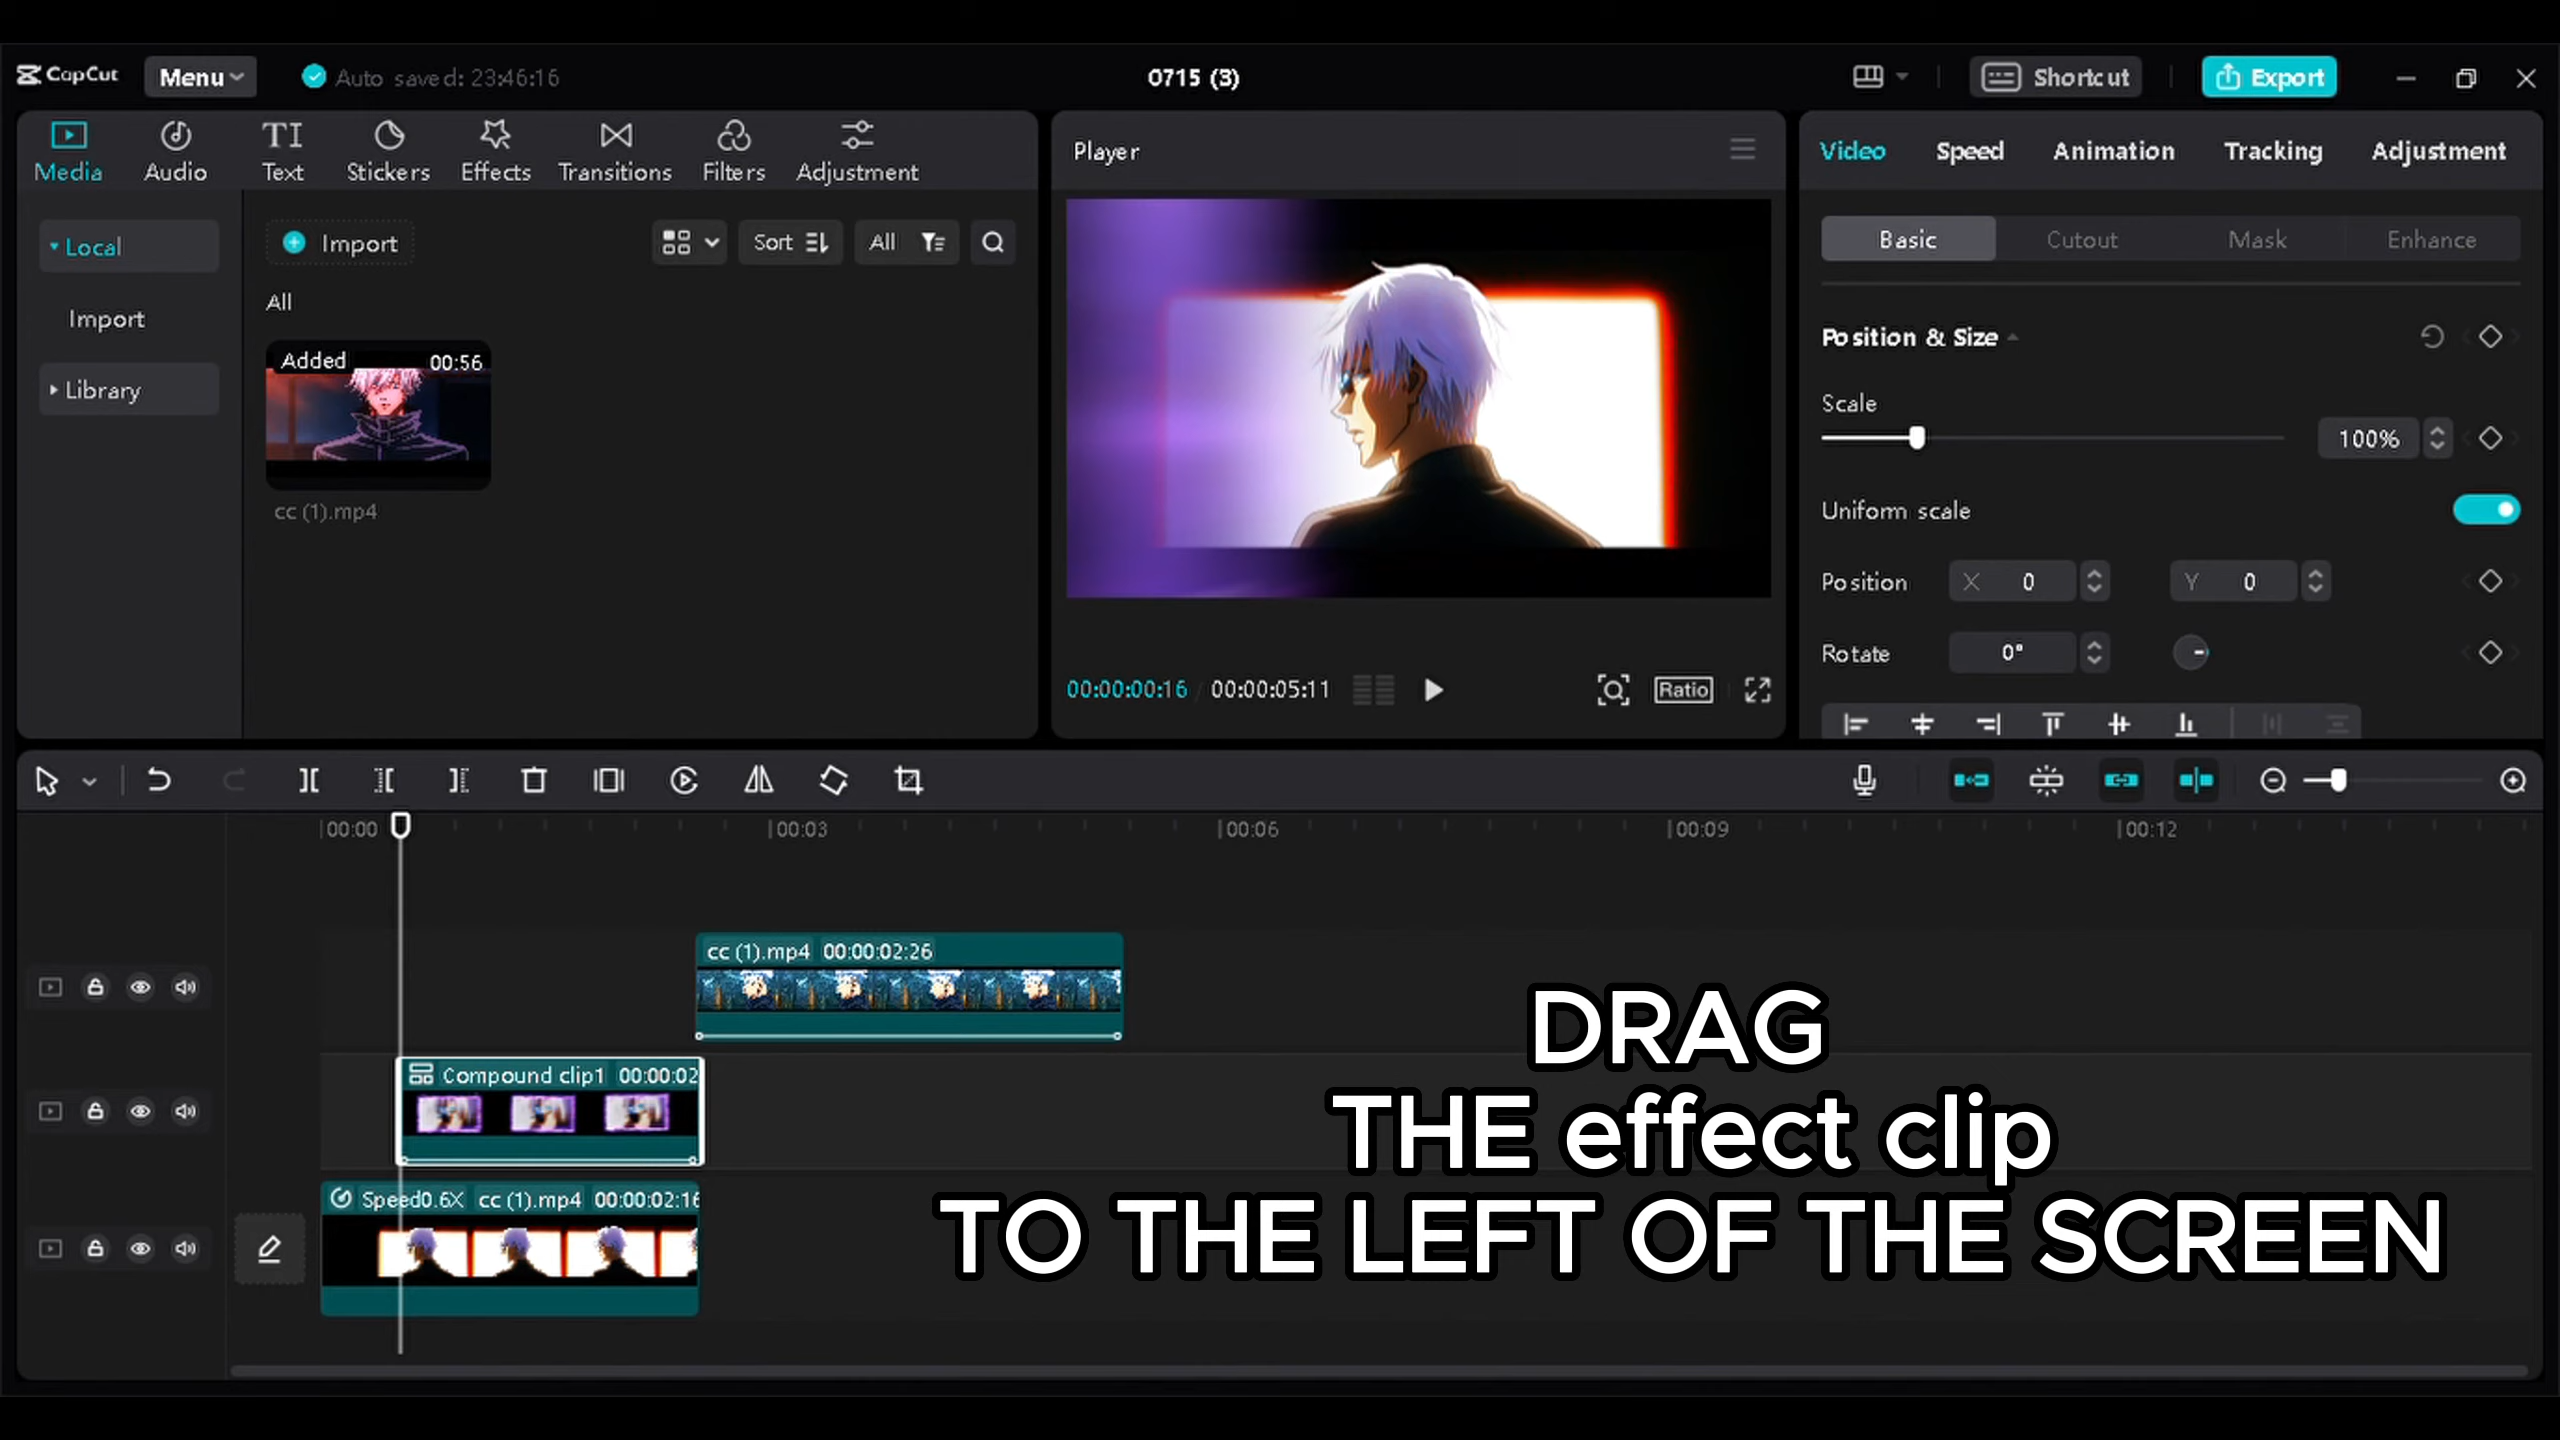 CapCut
Menu
Auto saved: 23:46:16
0715 (3)
Shortcut
Export
Media
Audio
TI
Text
Stickers
Effects
Transitions
Filters
Adjustment
Local
Import
Library
Import
Sort
All
All
Added
00:56
cc (1).mp4
Player
00:00:00:16 / 00:00:05:11
Ratio
Video
Speed
Animation
Tracking
Adjustment
Basic
Cutout
Mask
Enhance
Position & Size
Scale
100%
Uniform scale
Position
X 0
Y 0
Rotate
0°
00:00
00:03
00:06
00:09
00:12
cc (1).mp4 00:00:02:26
Compound clip1 00:00:02
Speed0.6X cc (1).mp4 00:00:02:16
DRAG
THE effect clip
TO THE LEFT OF THE SCREEN